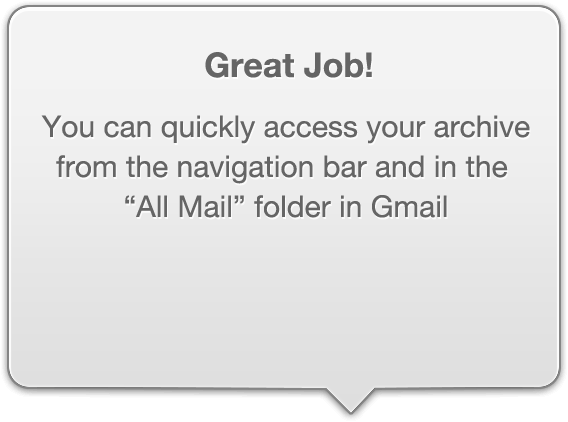 Great Job!
You can quickly access your archive
from the navigation bar and in the
“All Mail” folder in Gmail